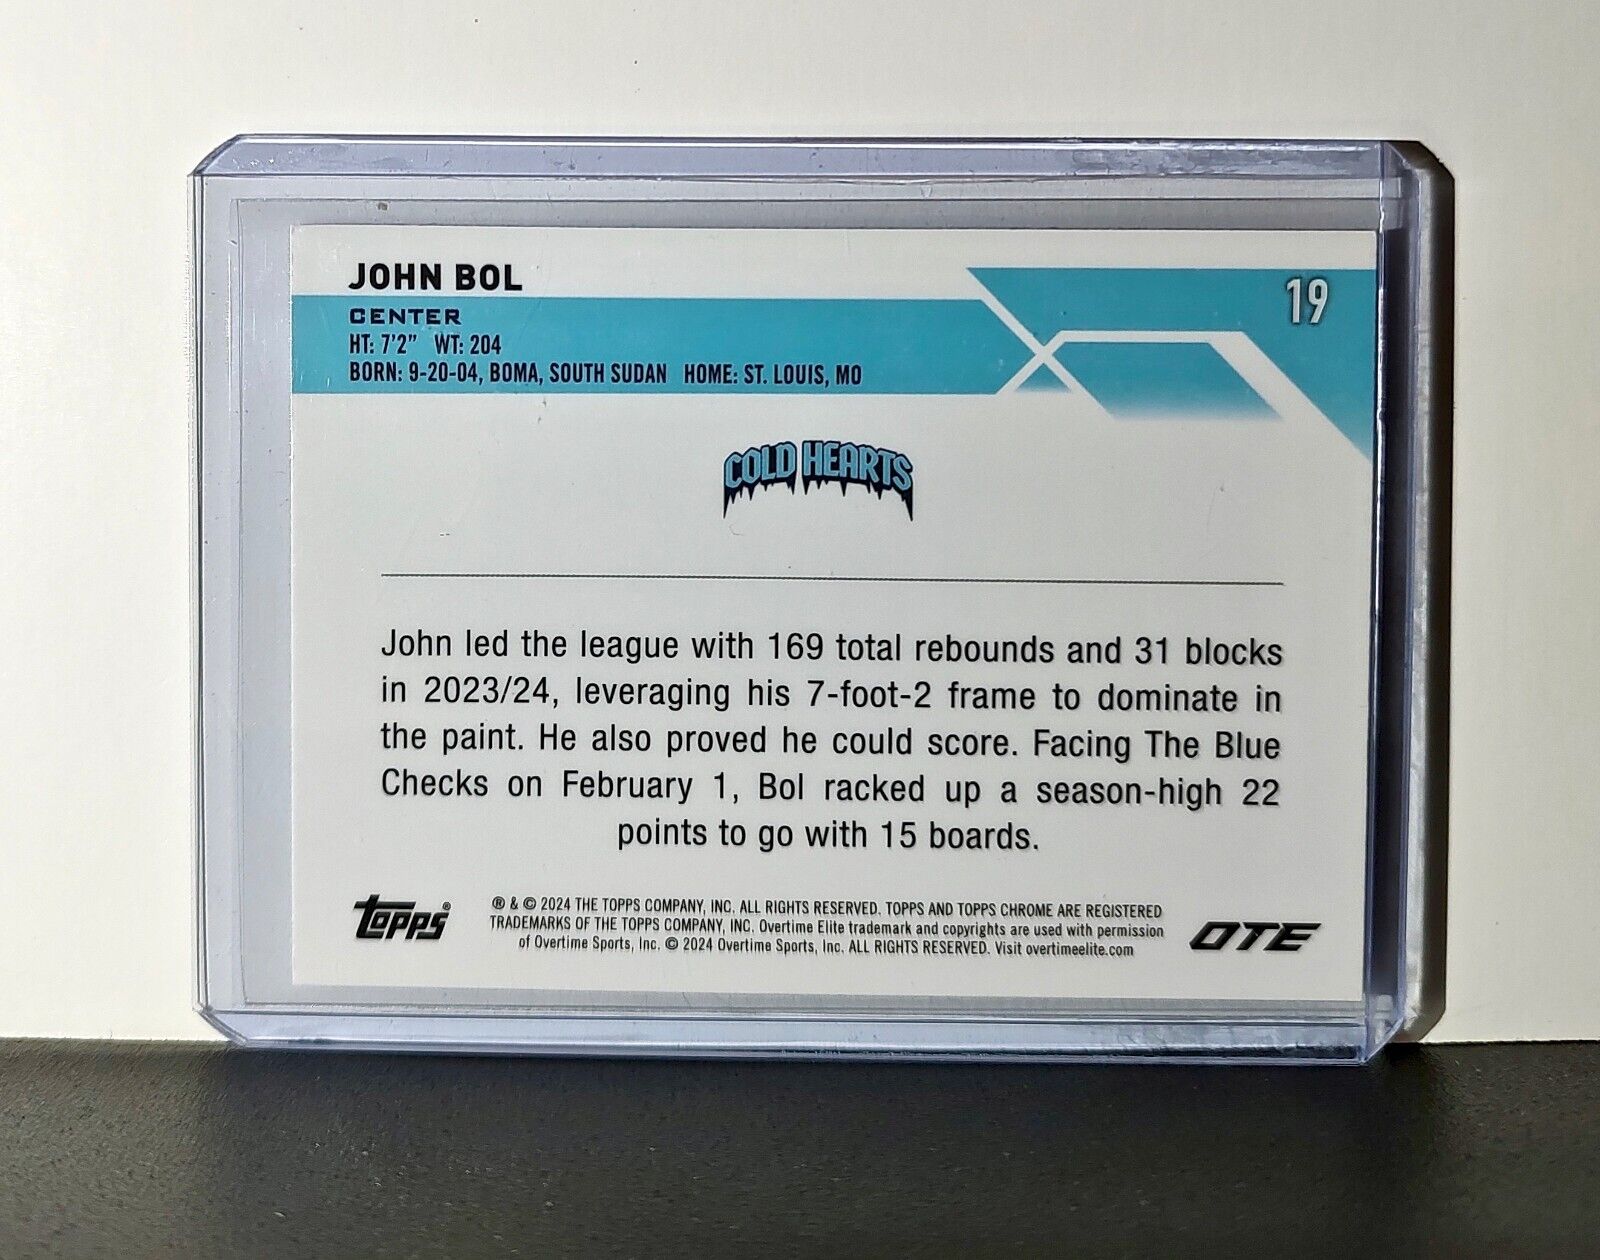 JOHN BOL
19
CENTER
HT: 7'2" WT: 204
BORN: 9-20-04, BOMA, SOUTH SUDAN HOME: ST. LOUIS, MO
COLD HEARTS
John led the league with 169 total rebounds and 31 blocks
in 2023/24, leveraging his 7-foot-2 frame to dominate in
the paint. He also proved he could score. Facing The Blue
Checks on February 1, Bol racked up a season-high 22
points to go with 15 boards.
topps®
® & © 2024 THE TOPPS COMPANY, INC. ALL RIGHTS RESERVED. TOPPS AND TOPPS CHROME ARE REGISTERED
TRADEMARKS OF THE TOPPS COMPANY, INC. Overtime Elite trademark and copyrights are used with permission
of Overtime Sports, Inc. © 2024 Overtime Sports, Inc. ALL RIGHTS RESERVED. Visit overtimeelite.com
OTE